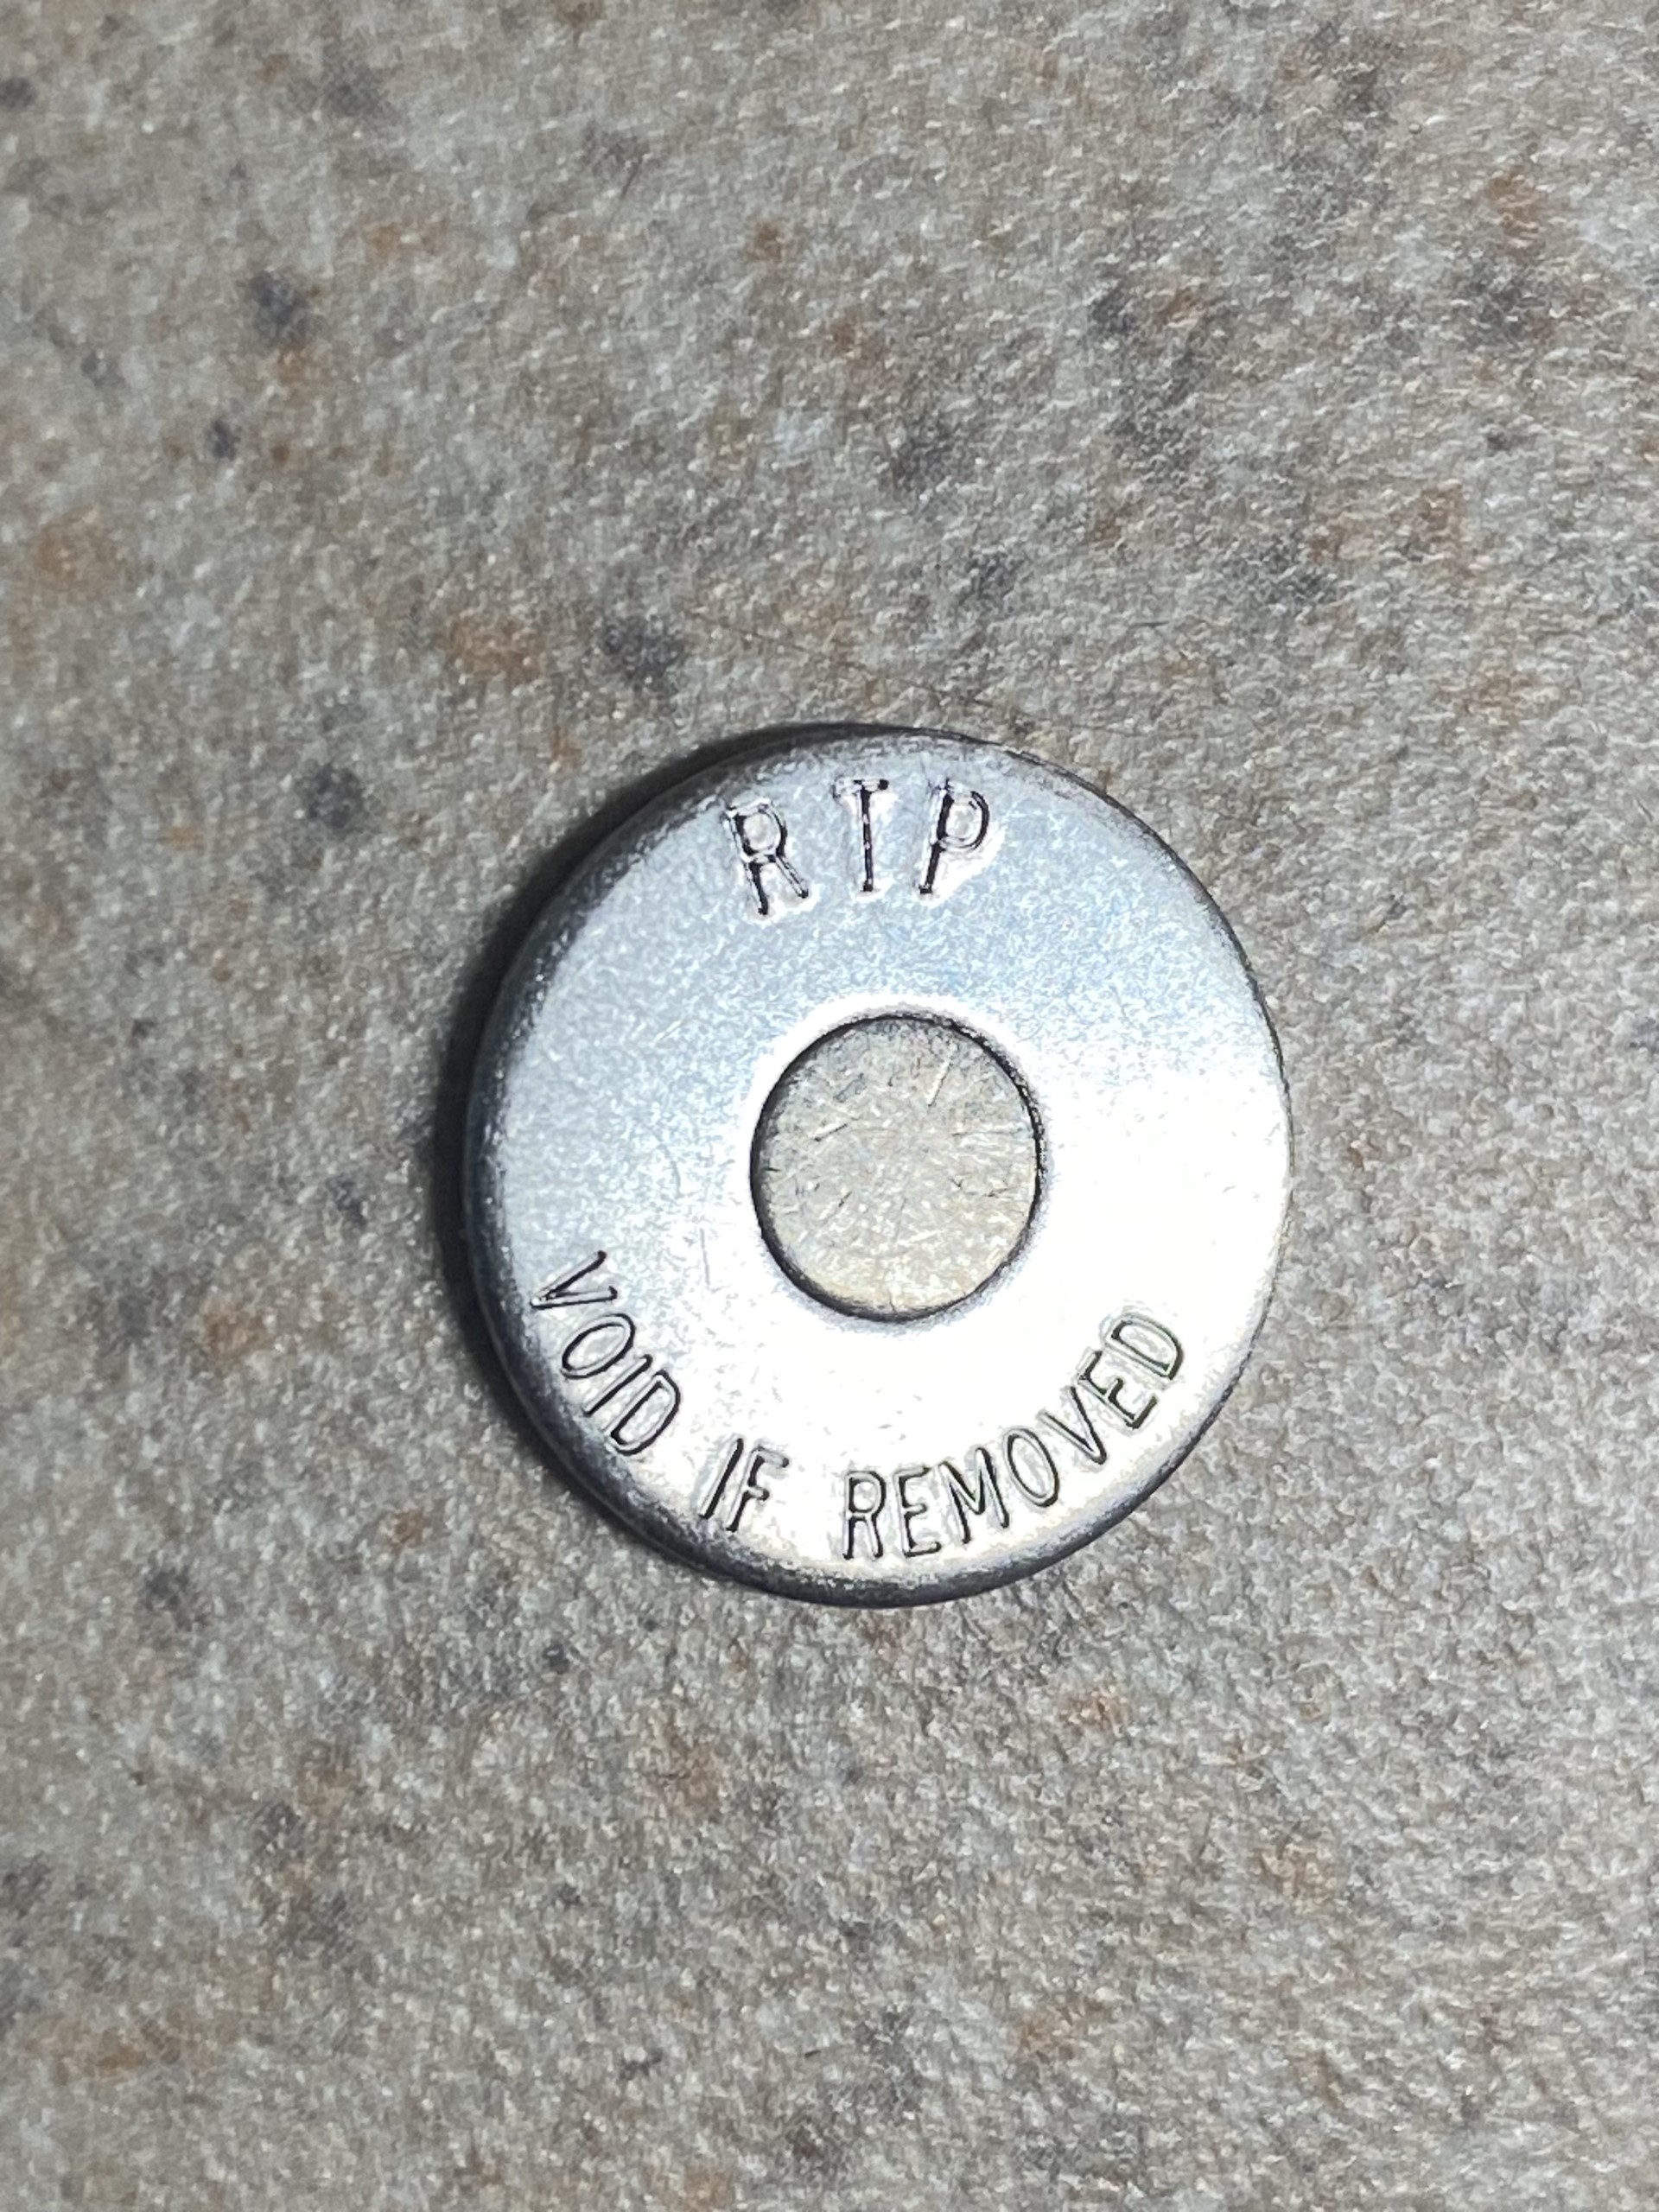 RTP
VOID IF REMOVED